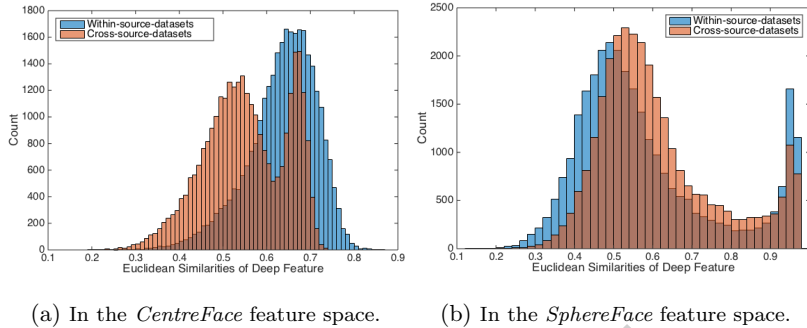 Within-source-datasets
Cross-source-datasets
1800
1600
1400
1200
1000
800
600
400
200
0
Count
0.1 0.2 0.3 0.4 0.5 0.6 0.7 0.8 0.9
Euclidean Similarities of Deep Feature
(a) In the CentreFace feature space.
Within-source-datasets
Cross-source-datasets
2500
2000
1500
1000
500
0
Count
0.2 0.3 0.4 0.5 0.6 0.7 0.8 0.9
0.1
Euclidean Similarities of Deep Feature
(b) In the SphereFace feature space.